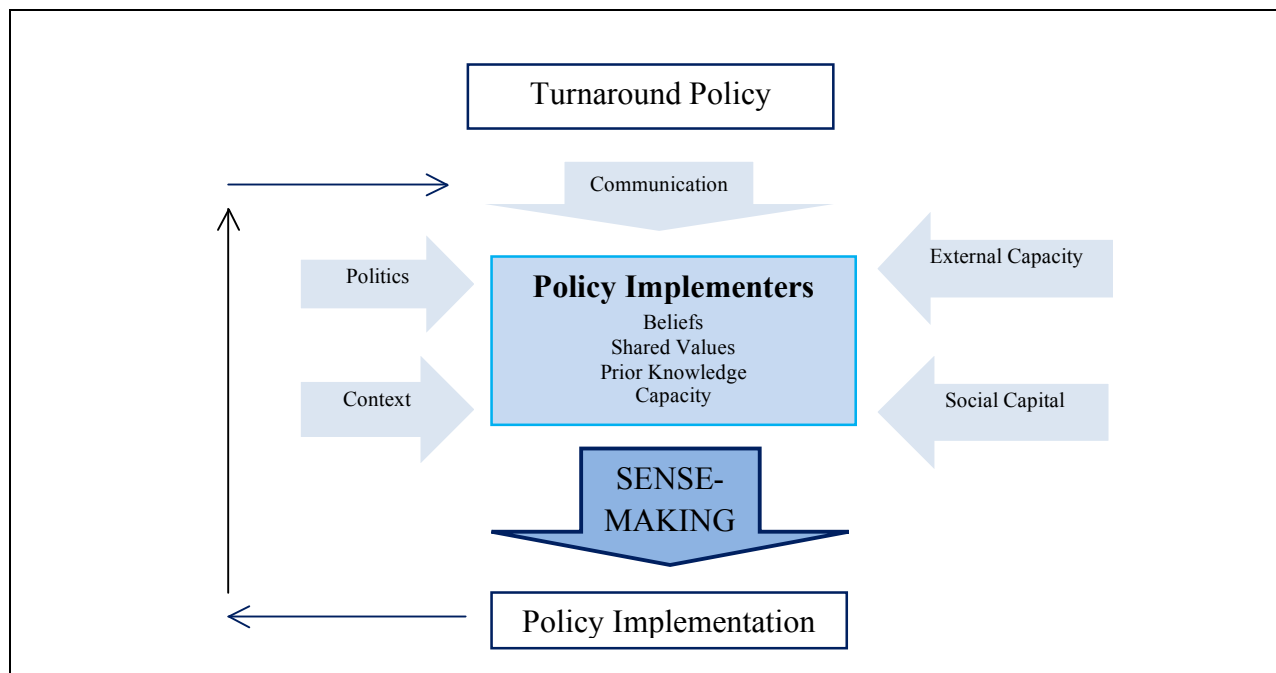 Turnaround Policy
Communication
Politics
External Capacity
Policy Implementers
Beliefs
Shared Values
Prior Knowledge
Capacity
Context
Social Capital
SENSE-
MAKING
Policy Implementation